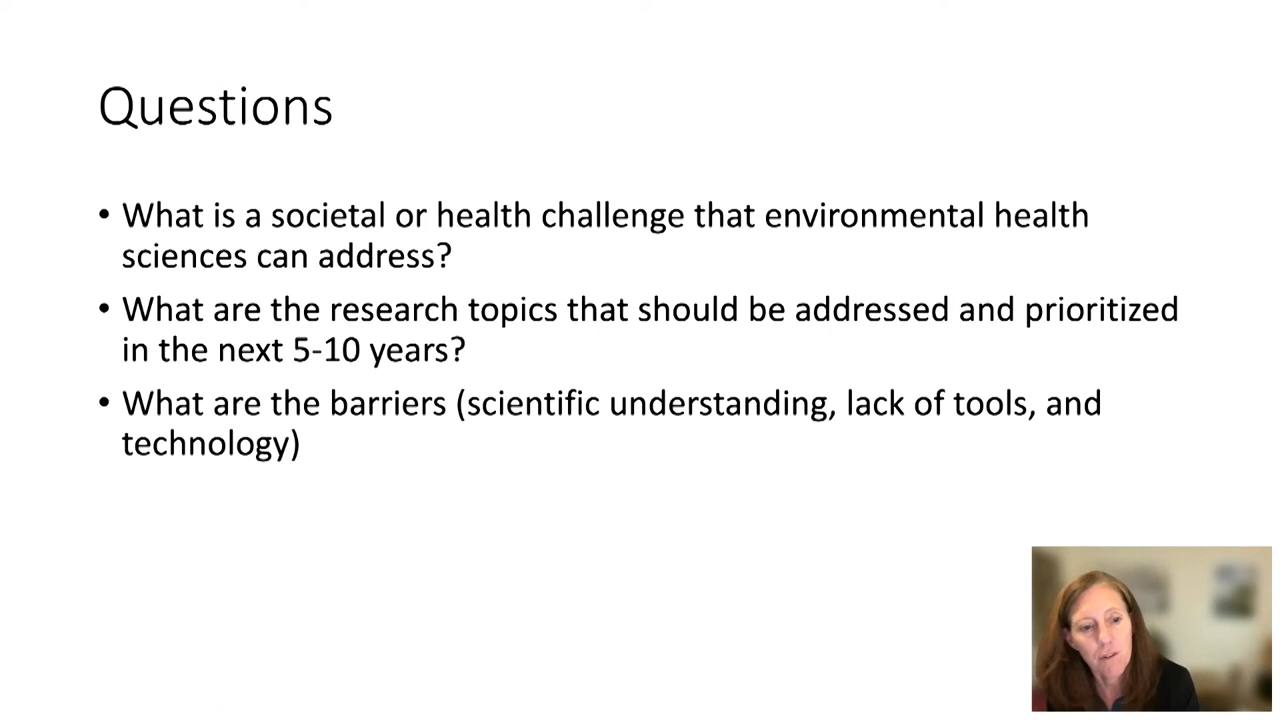 Questions
• What is a societal or health challenge that environmental health
sciences can address?
• What are the research topics that should be addressed and prioritized
in the next 5-10 years?
• What are the barriers (scientific understanding, lack of tools, and
technology)